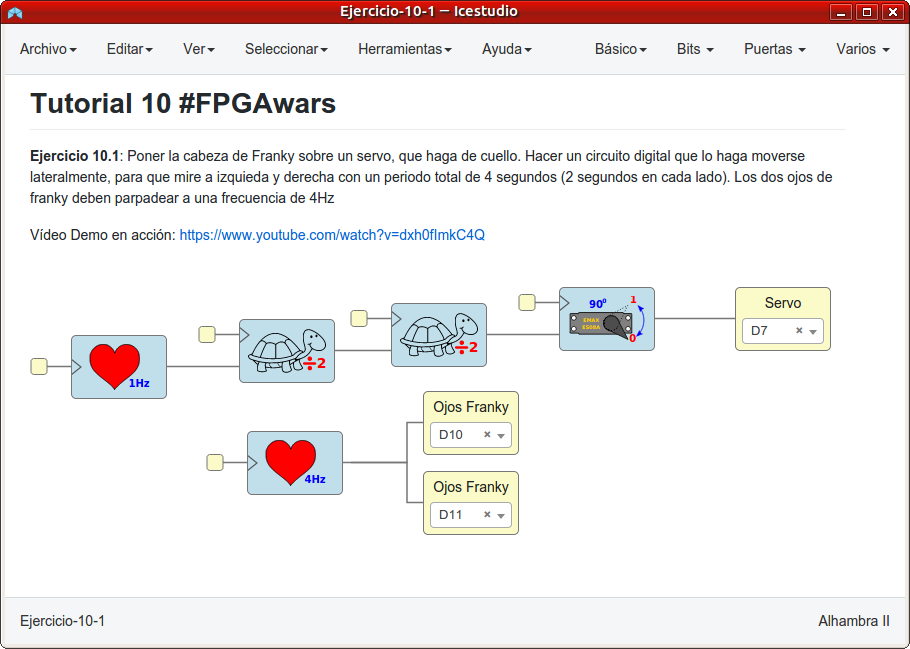 Ejercicio-10-1 ─ Icestudio
Archivo Editar Ver Seleccionar Herramientas Ayuda Básico Bits Puertas Varios
Tutorial 10 #FPGAwars
Ejercicio 10.1: Poner la cabeza de Franky sobre un servo, que haga de cuello. Hacer un circuito digital que lo haga moverse
lateralmente, para que mire a izquieda y derecha con un periodo total de 4 segundos (2 segundos en cada lado). Los dos ojos de
franky deben parpadear a una frecuencia de 4Hz
Vídeo Demo en acción: https://www.youtube.com/watch?v=dxh0fImkC4Q
1Hz
÷2
÷2
90º 1
EMAX
ES08A
0
Servo
D7 ×
4Hz
Ojos Franky
D10 ×
Ojos Franky
D11 ×
Ejercicio-10-1 Alhambra II